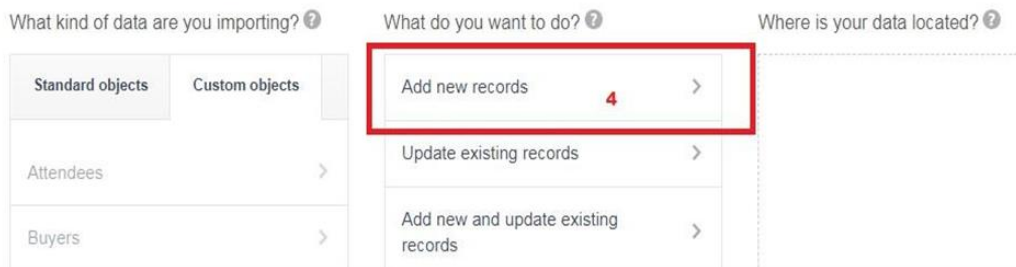 What kind of data are you importing? ?
What do you want to do? ?
Where is your data located? ?
Standard objects
Custom objects
Attendees
Buyers
Add new records
4
Update existing records
Add new and update existing
records